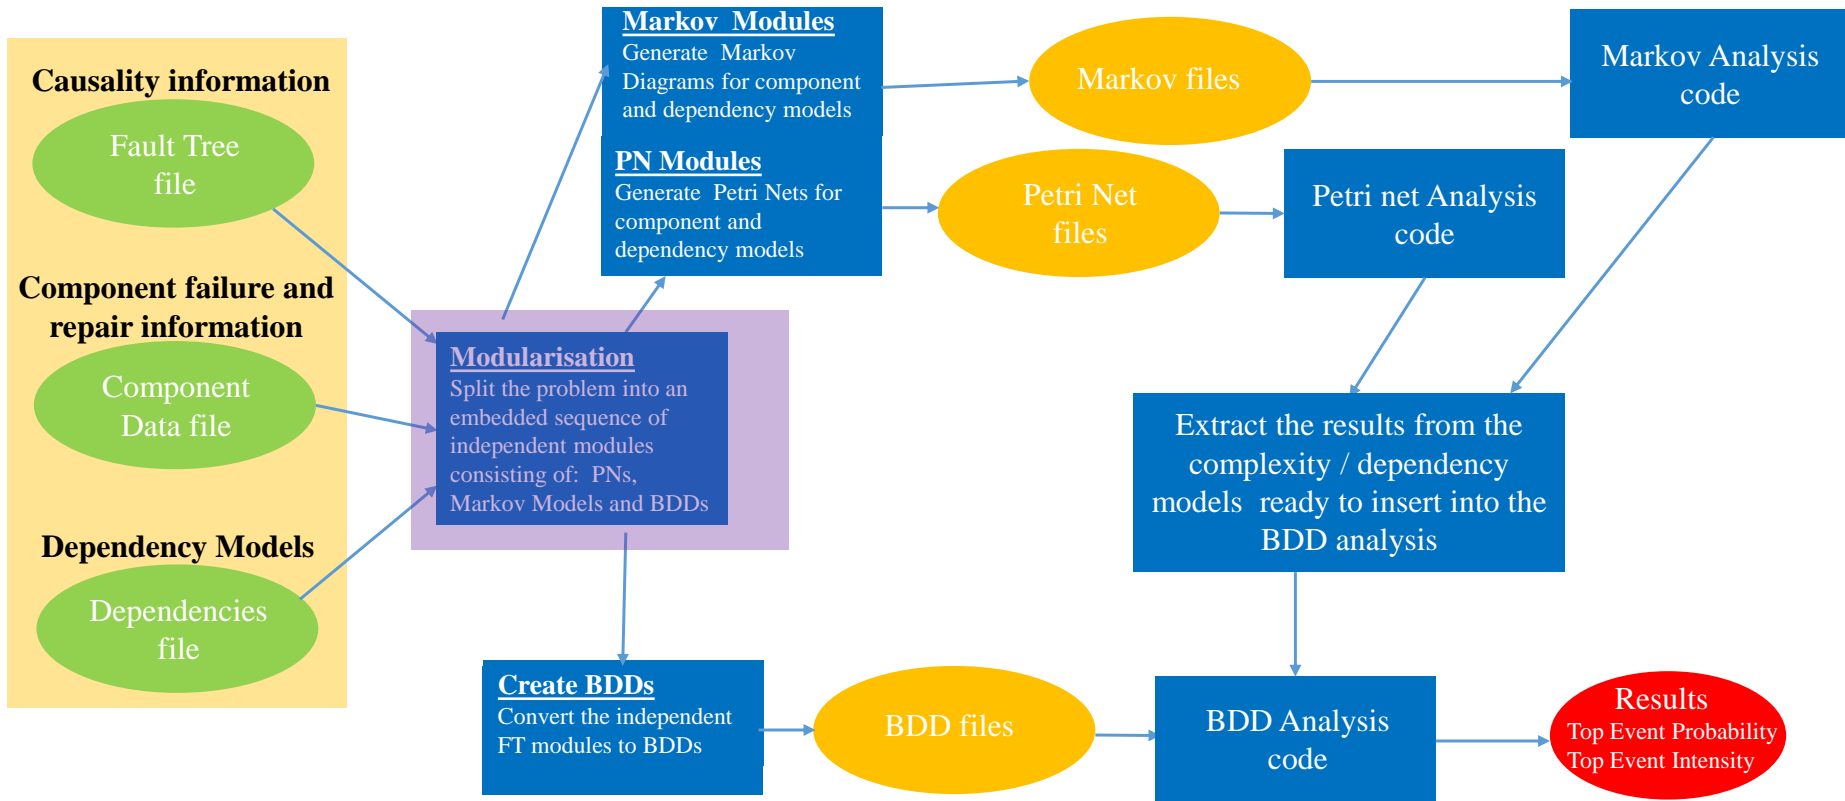 Causality information
Fault Tree
file
Component failure and
repair information
Component
Data file
Dependency Models
Dependencies
file
Modularisation
Split the problem into an
embedded sequence of
independent modules
consisting of: PNs,
Markov Models and BDDs
Markov Modules
Generate Markov
Diagrams for component
and dependency models
PN Modules
Generate Petri Nets for
component and
dependency models
Markov files
Petri Net
files
Markov Analysis
code
Petri net Analysis
code
Extract the results from the
complexity / dependency
models ready to insert into the
BDD analysis
Create BDDs
Convert the independent
FT modules to BDDs
BDD files
BDD Analysis
code
Results
Top Event Probability
Top Event Intensity